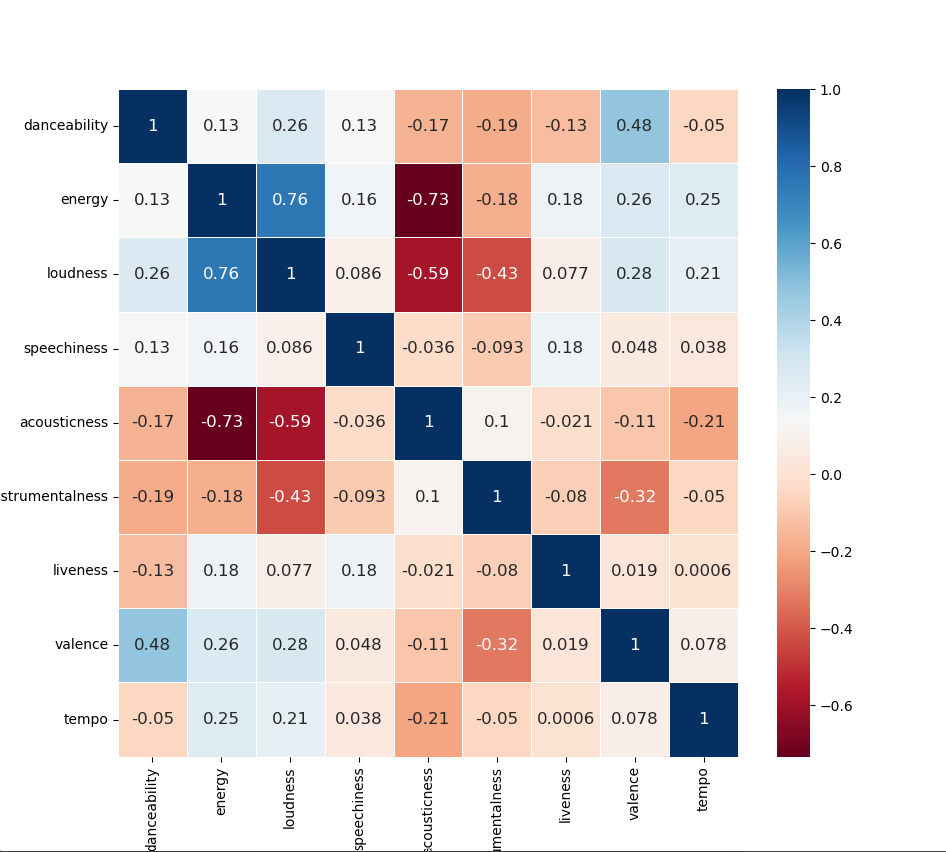 danceability 1 0.13 0.26 0.13 -0.17 -0.19 -0.13 0.48 -0.05
energy 0.13 1 0.76 0.16 -0.73 -0.18 0.18 0.26 0.25
loudness 0.26 0.76 1 0.086 -0.59 -0.43 0.077 0.28 0.21
speechiness 0.13 0.16 0.086 1 -0.036 -0.093 0.18 0.048 0.038
acousticness -0.17 -0.73 -0.59 -0.036 1 0.1 -0.021 -0.11 -0.21
strumentalness -0.19 -0.18 -0.43 -0.093 0.1 1 -0.08 -0.32 -0.05
liveness -0.13 0.18 0.077 0.18 -0.021 -0.08 1 0.019 0.0006
valence 0.48 0.26 0.28 0.048 -0.11 -0.32 0.019 1 0.078
tempo -0.05 0.25 0.21 0.038 -0.21 -0.05 0.0006 0.078 1
danceability
energy
loudness
speechiness
cousticness
umentalness
liveness
valence
tempo
1.0
0.8
0.6
0.4
0.2
0.0
−0.2
−0.4
−0.6